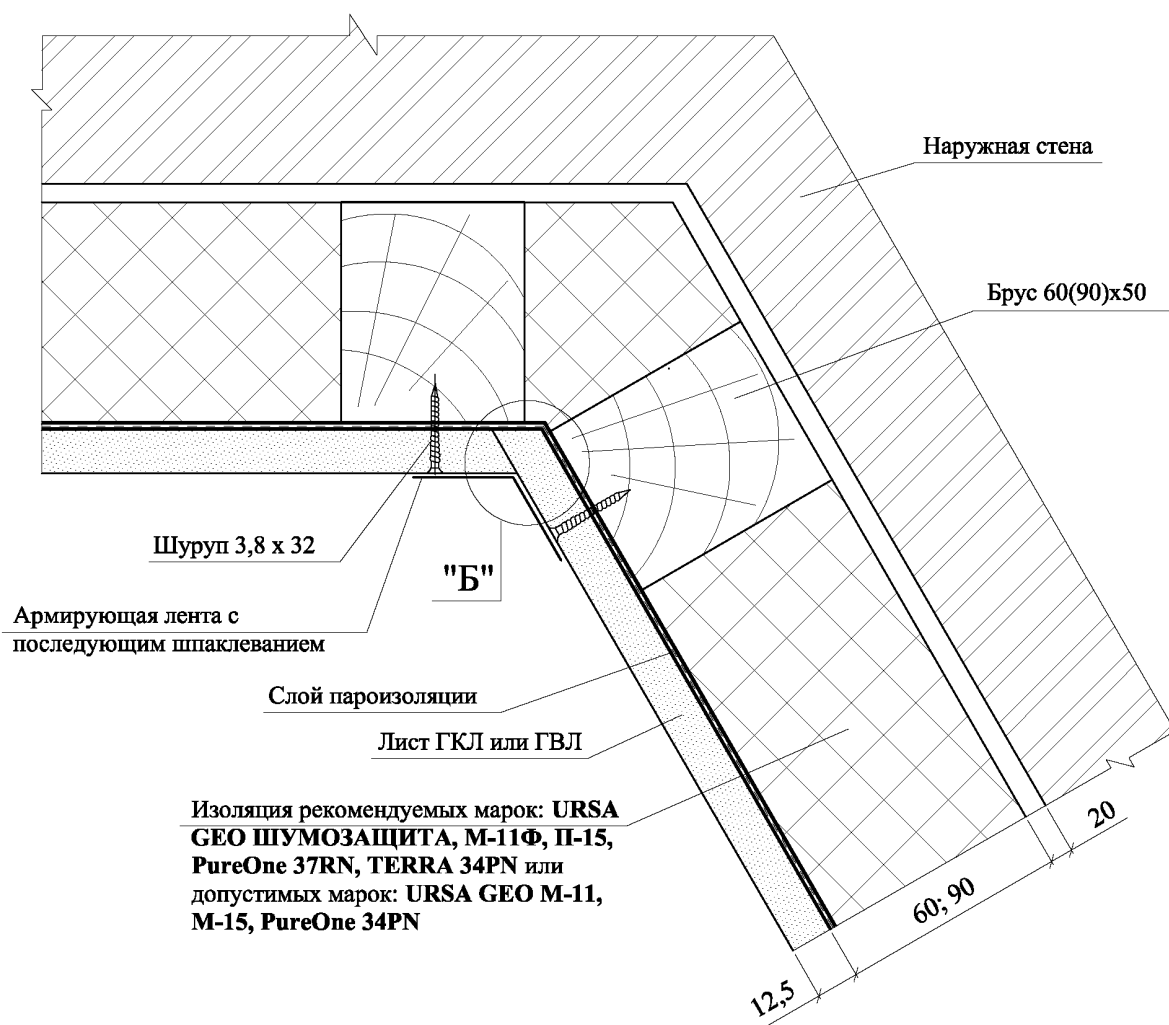 Наружная стена
Брус 60(90)х50
Шуруп 3,8 х 32
"Б"
Армирующая лента с
последующим шпаклеванием
Слой пароизоляции
Лист ГКЛ или ГВЛ
Изоляция рекомендуемых марок: URSA
GEO ШУМОЗАЩИТА, М-11Ф, П-15,
PureOne 37RN, TERRA 34PN или
допустимых марок: URSA GEO М-11,
М-15, PureOne 34PN
20
60; 90
12,5